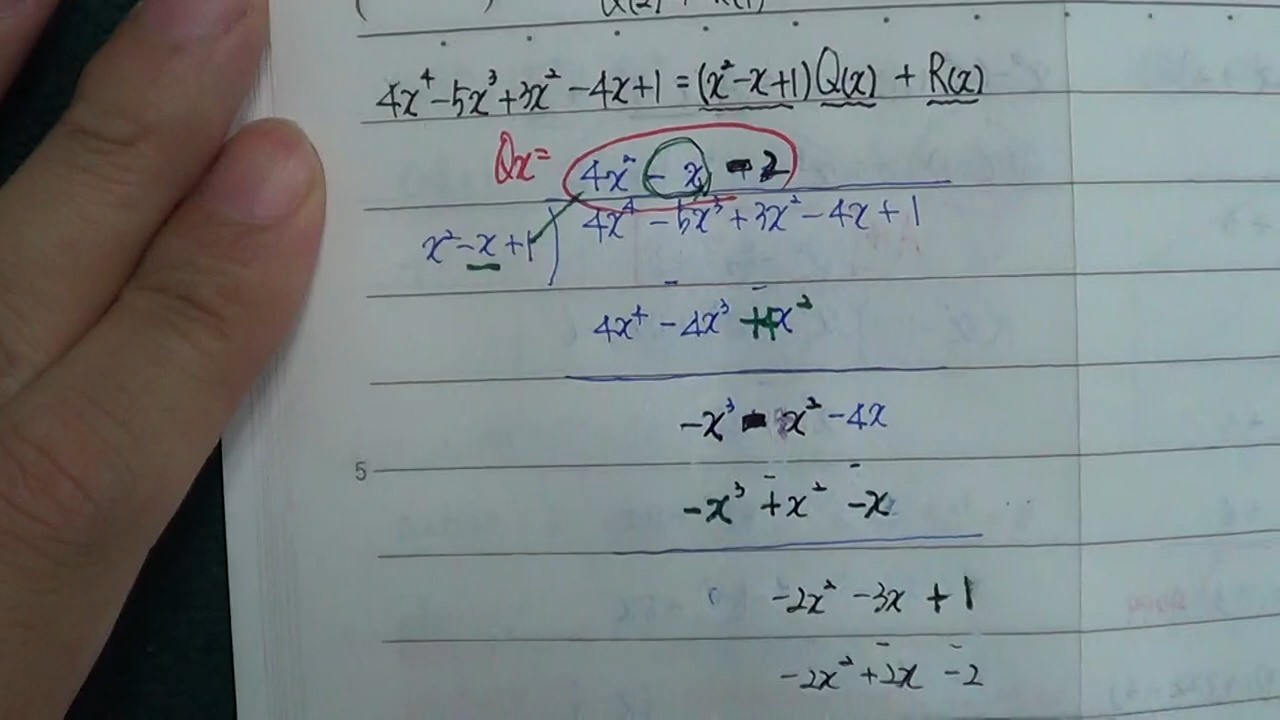 4x⁴-5x³+3x²-4x+1 = (x²-x+1)Q(x) + R(x)
Qx= 4x² - x - 2
x²-x+1 ) 4x⁴ - 5x³ + 3x² - 4x + 1
4x⁴ - 4x³ + 4x²
-x³ - x² - 4x
5
-x³ + x² - x
-2x² - 3x + 1
-2x² + 2x - 2